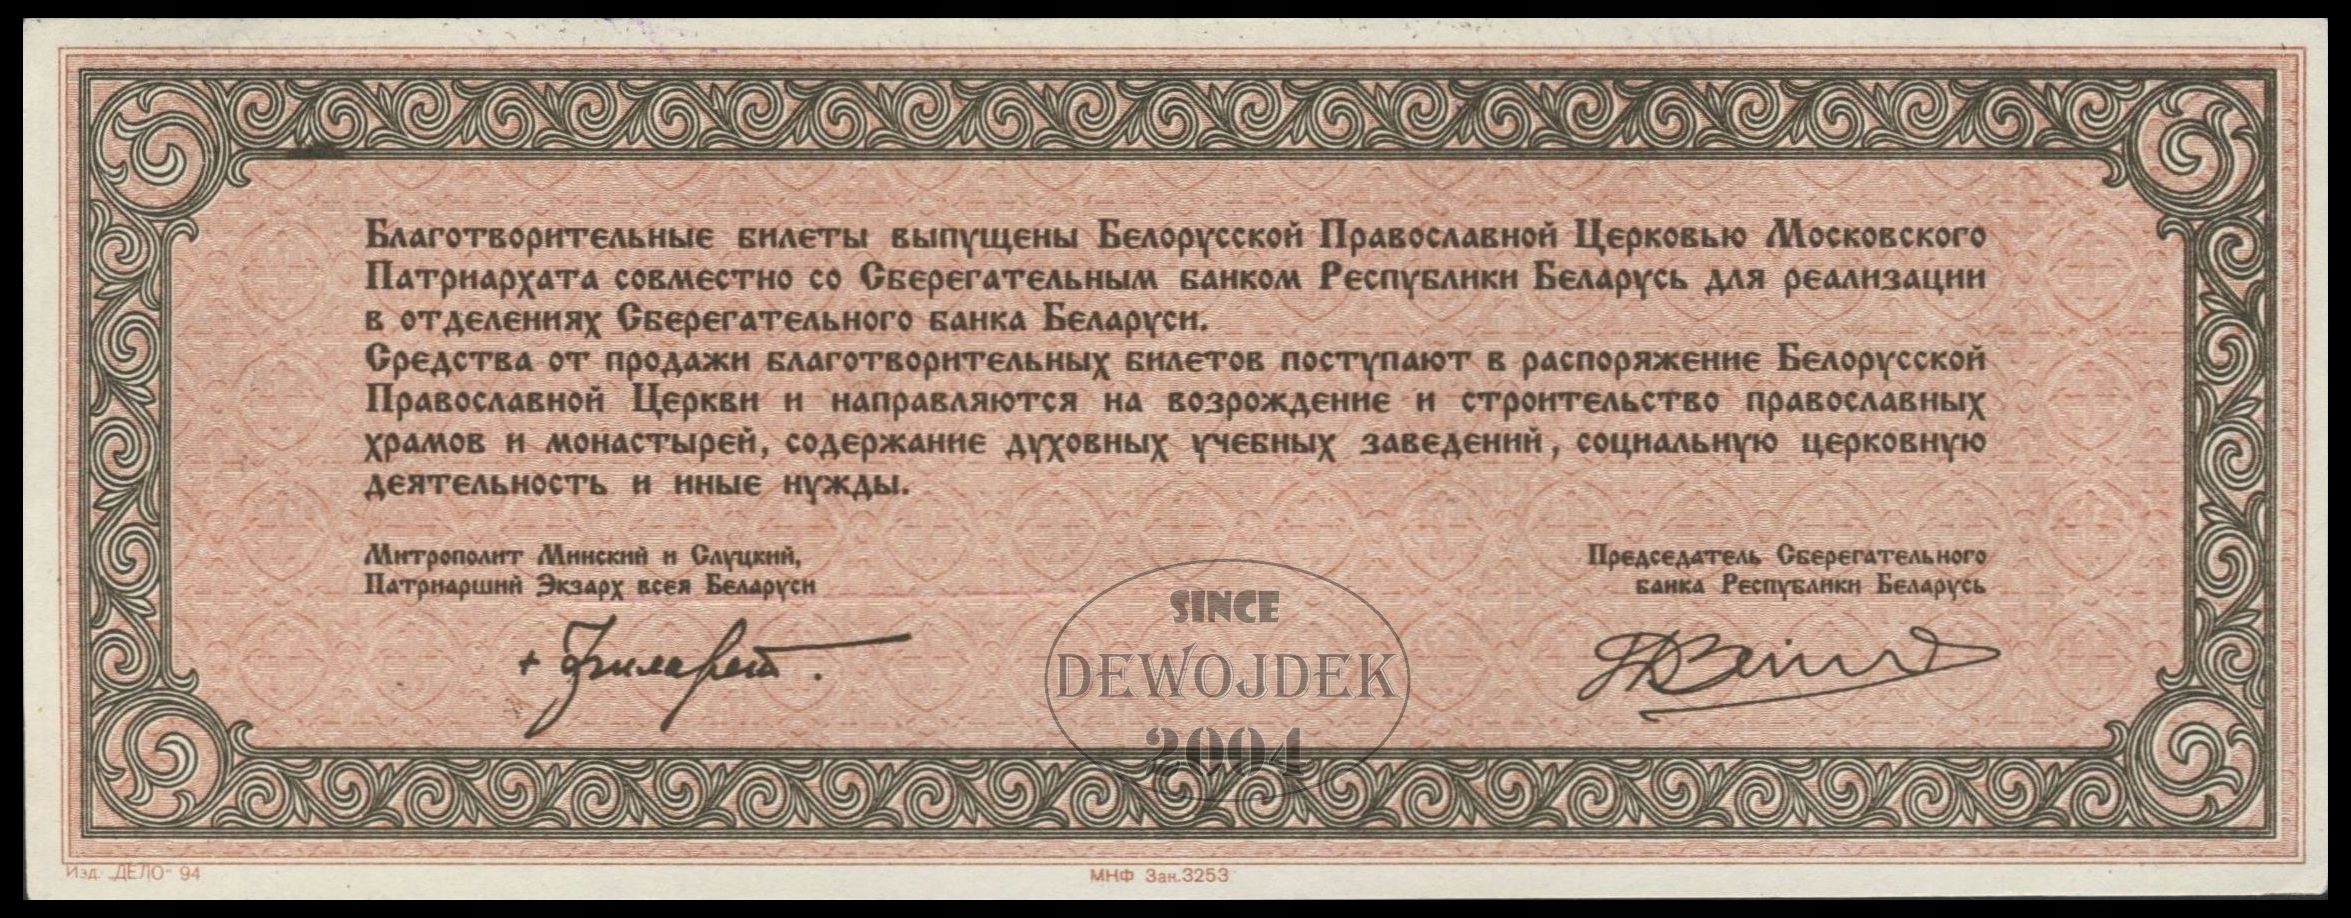 Благотворительные билеты выпущены Белорусской Православной Церковью Московского
Патриархата совместно со Сберегательным банком Республики Беларусь для реализации
в отделениях Сберегательного банка Беларуси.
Средства от продажи благотворительных билетов поступают в распоряжение Белорусской
Православной Церкви и направляются на возрождение и строительство православных
храмов и монастырей, содержание духовных учебных заведений, социальную церковную
деятельность и иные нужды.
Митрополит Минский и Слуцкий,
Патриарший Экзарх всея Беларуси
Председатель Сберегательного
банка Республики Беларусь
+ Филарет.
SINCE
DEWOJDEK
2004
Изд. „ДЕЛО“ 94
МНФ Зак.3253